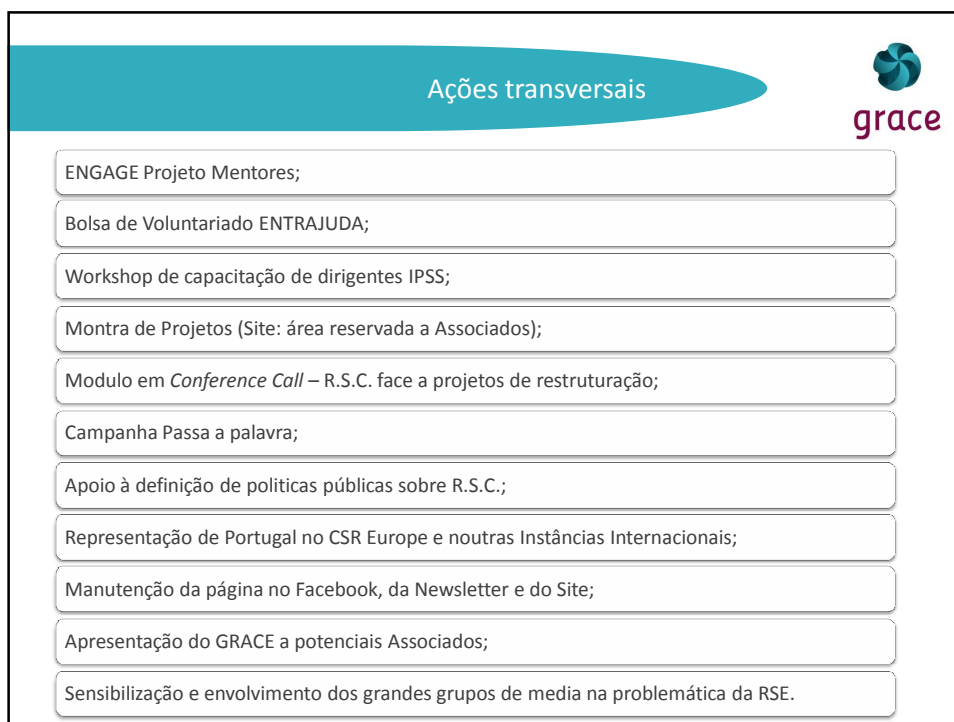 Ações transversais
grace
ENGAGE Projeto Mentores;
Bolsa de Voluntariado ENTRAJUDA;
Workshop de capacitação de dirigentes IPSS;
Montra de Projetos (Site: área reservada a Associados);
Modulo em Conference Call – R.S.C. face a projetos de restruturação;
Campanha Passa a palavra;
Apoio à definição de politicas públicas sobre R.S.C.;
Representação de Portugal no CSR Europe e noutras Instâncias Internacionais;
Manutenção da página no Facebook, da Newsletter e do Site;
Apresentação do GRACE a potenciais Associados;
Sensibilização e envolvimento dos grandes grupos de media na problemática da RSE.